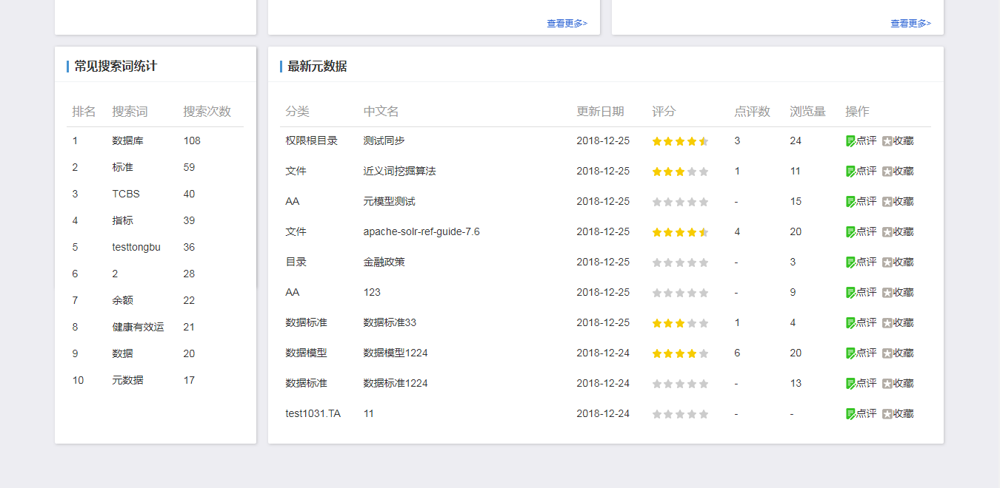 查看更多>
查看更多>
常见搜索词统计
排名 搜索词 搜索次数
1 数据库 108
2 标准 59
3 TCBS 40
4 指标 39
5 testtongbu 36
6 2 28
7 余额 22
8 健康有效运 21
9 数据 20
10 元数据 17
最新元数据
分类 中文名 更新日期 评分 点评数 浏览量 操作
权限根目录 测试同步 2018-12-25 3 24 点评 收藏
文件 近义词挖掘算法 2018-12-25 1 11 点评 收藏
AA 元模型测试 2018-12-25 - 15 点评 收藏
文件 apache-solr-ref-guide-7.6 2018-12-25 4 20 点评 收藏
目录 金融政策 2018-12-25 - 3 点评 收藏
AA 123 2018-12-25 - 9 点评 收藏
数据标准 数据标准33 2018-12-25 1 4 点评 收藏
数据模型 数据模型1224 2018-12-24 6 20 点评 收藏
数据标准 数据标准1224 2018-12-24 - 13 点评 收藏
test1031.TA 11 2018-12-24 - - 点评 收藏